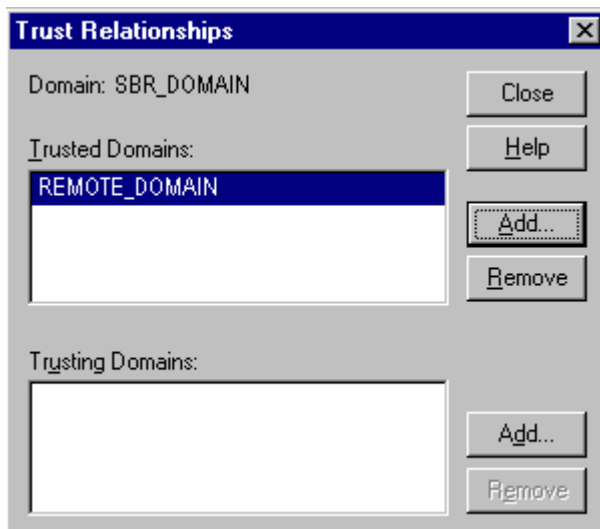 Trust Relationships
Domain: SBR_DOMAIN
Close
Trusted Domains:
Help
REMOTE_DOMAIN
Add...
Remove
Trusting Domains:
Add...
Remove